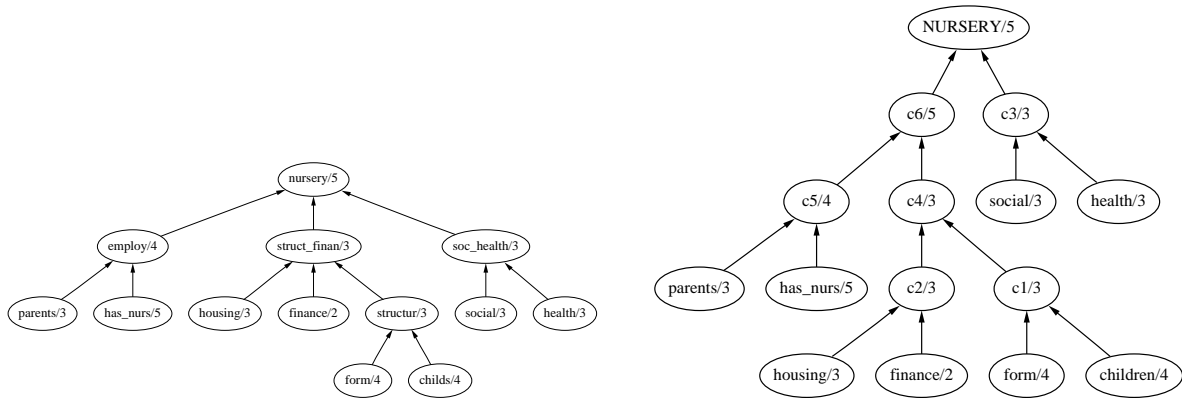 nursery/5
employ/4 struct_finan/3 soc_health/3
parents/3 has_nurs/5 housing/3 finance/2 structur/3 social/3 health/3
form/4 childs/4
NURSERY/5
c6/5 c3/3
c5/4 c4/3 social/3 health/3
parents/3 has_nurs/5 c2/3 c1/3
housing/3 finance/2 form/4 children/4